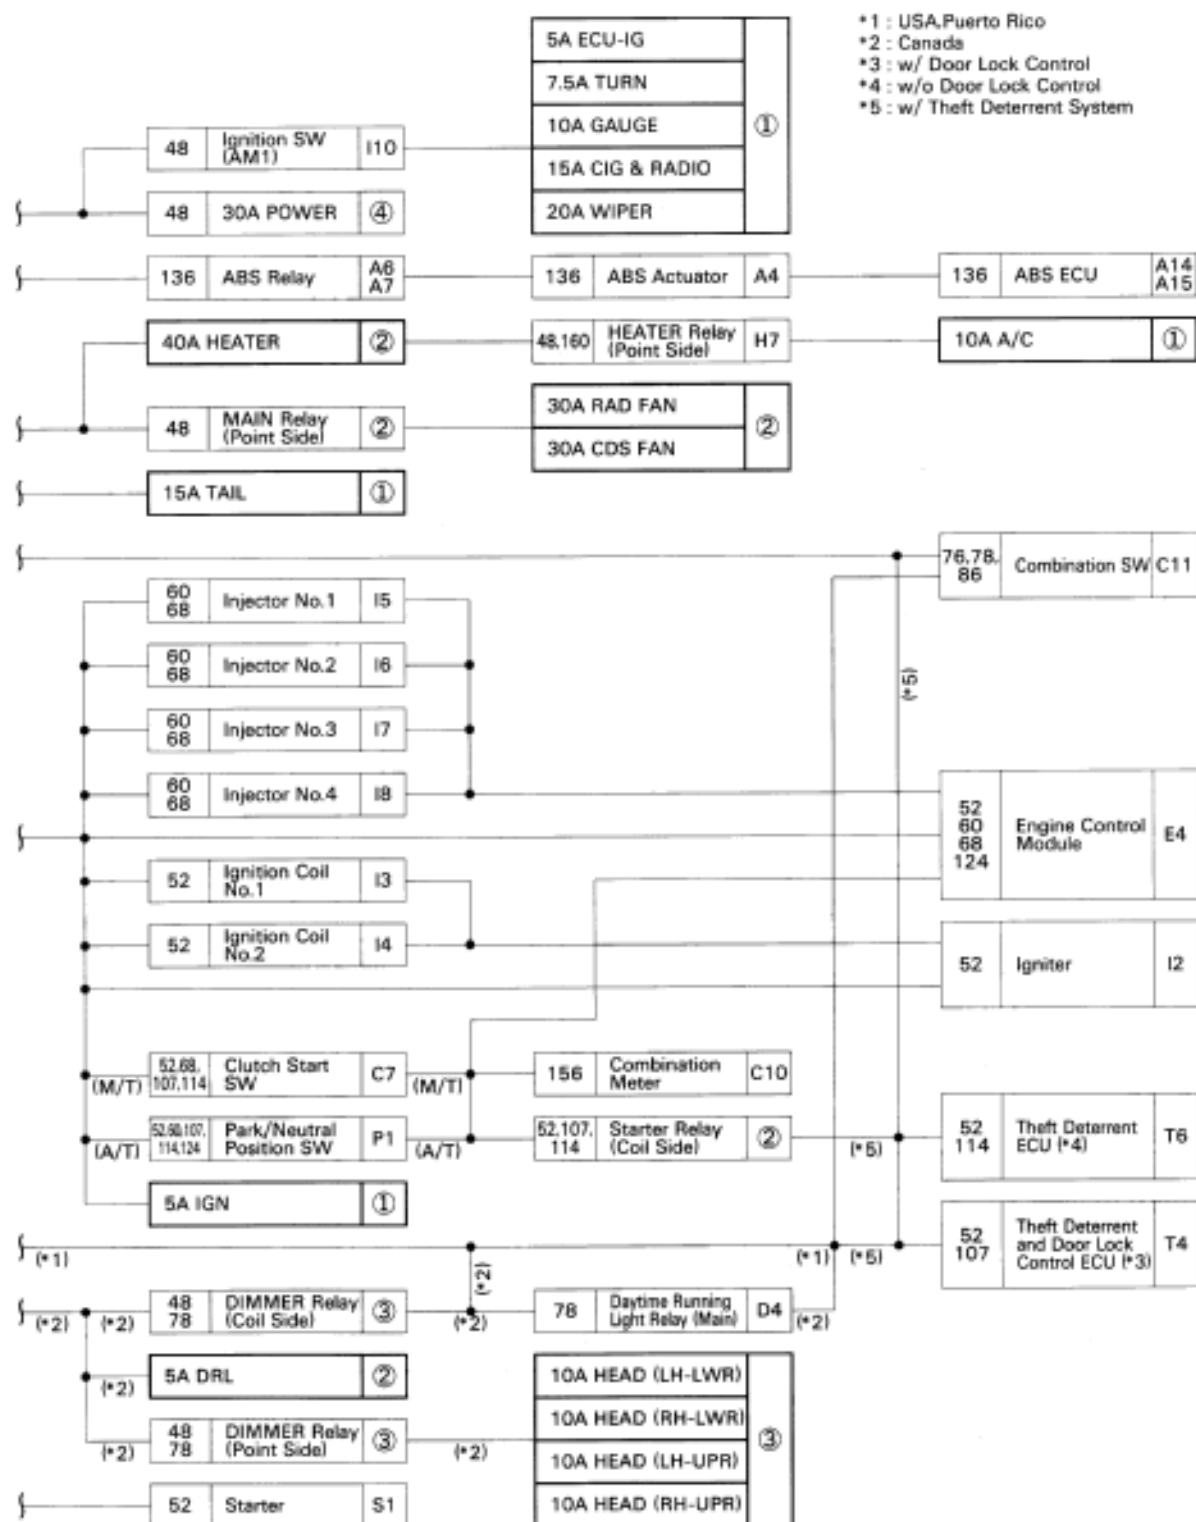 *1 : USA.Puerto Rico
*2 : Canada
*3 : w/ Door Lock Control
*4 : w/o Door Lock Control
*5 : w/ Theft Deterrent System
5A ECU-IG
7.5A TURN
10A GAUGE
15A CIG & RADIO
20A WIPER
①
48
Ignition SW
(AM1)
I10
48
30A POWER
④
136
ABS Relay
A6
A7
136
ABS Actuator
A4
136
ABS ECU
A14
A15
40A HEATER
②
48,160
HEATER Relay
(Point Side)
H7
10A A/C
①
48
MAIN Relay
(Point Side)
②
30A RAD FAN
30A CDS FAN
②
15A TAIL
①
76,78,
86
Combination SW
C11
60
68
Injector No.1
I5
60
68
Injector No.2
I6
(*5)
60
68
Injector No.3
I7
60
68
Injector No.4
I8
52
60
68
124
Engine Control
Module
E4
52
Ignition Coil
No.1
I3
52
Ignition Coil
No.2
I4
52
Igniter
I2
(M/T)
52,68,
107,114
Clutch Start
SW
C7
(M/T)
156
Combination
Meter
C10
(A/T)
52,68,107,
114,124
Park/Neutral
Position SW
P1
(A/T)
52,107,
114
Starter Relay
(Coil Side)
②
(*5)
52
114
Theft Deterrent
ECU (*4)
T6
5A IGN
①
(*1)
(*2)
(*1)
(*5)
52
107
Theft Deterrent
and Door Lock
Control ECU (*3)
T4
(*2)
(*2)
48
78
DIMMER Relay
(Coil Side)
③
(*2)
78
Daytime Running
Light Relay (Main)
D4
(*2)
(*2)
5A DRL
②
10A HEAD (LH-LWR)
10A HEAD (RH-LWR)
10A HEAD (LH-UPR)
10A HEAD (RH-UPR)
③
(*2)
48
78
DIMMER Relay
(Point Side)
③
(*2)
52
Starter
S1